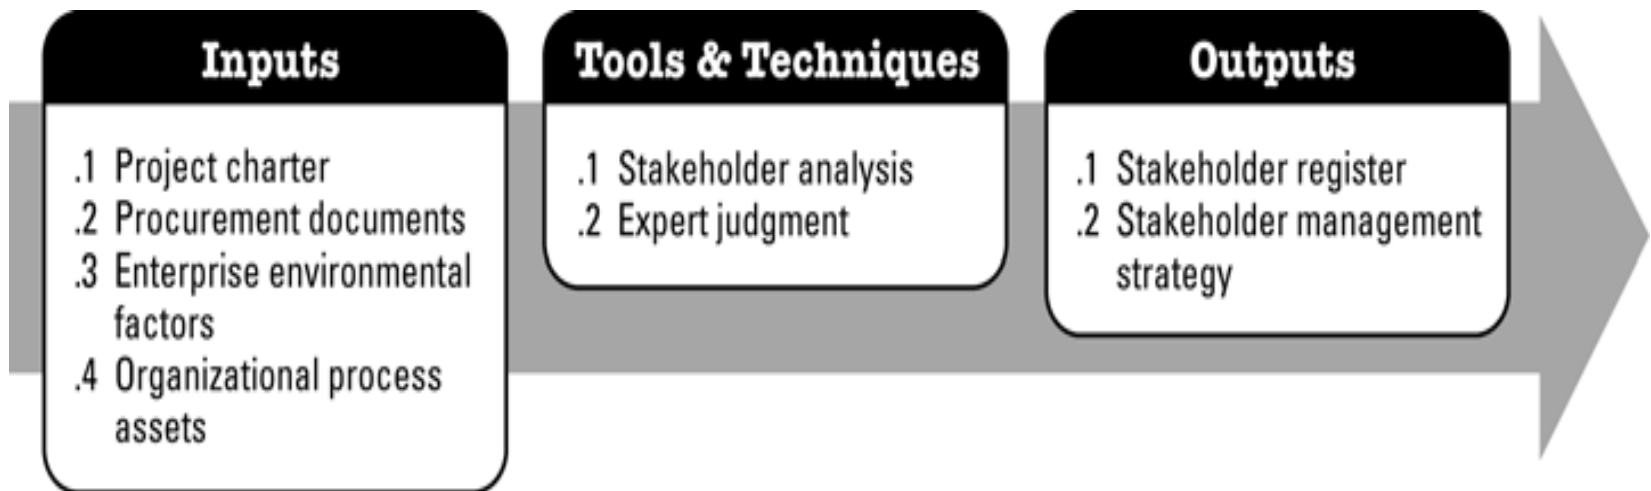 Inputs
.1 Project charter
.2 Procurement documents
.3 Enterprise environmental
factors
.4 Organizational process
assets
Tools & Techniques
.1 Stakeholder analysis
.2 Expert judgment
Outputs
.1 Stakeholder register
.2 Stakeholder management
strategy